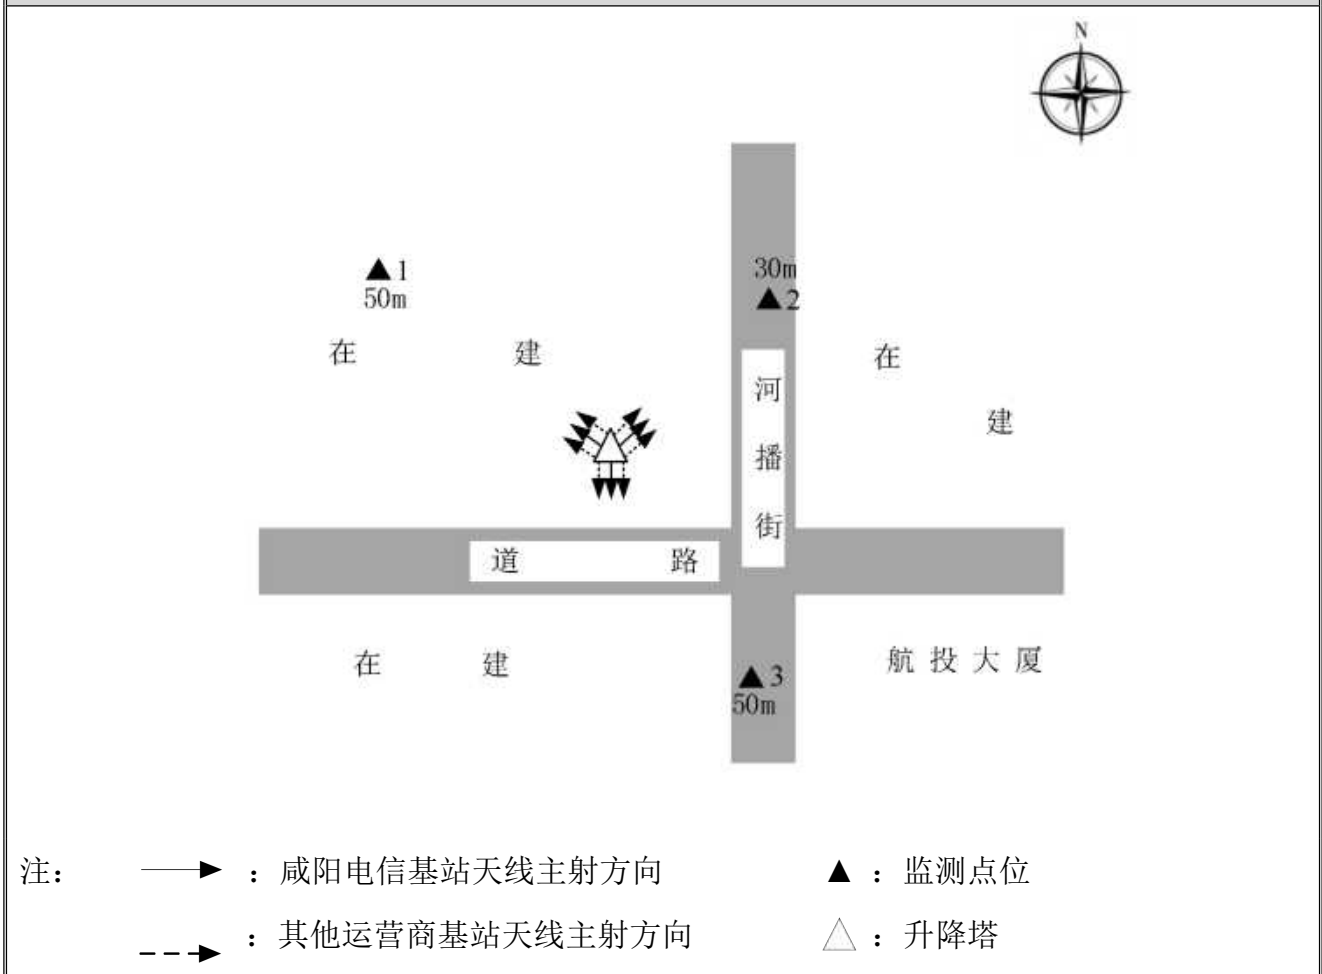 N
▲1
50m
30m
▲2
在 建
在
建
河
播
街
道 路
在 建
航投大厦
▲3
50m
注： ：咸阳电信基站天线主射方向 ▲：监测点位
：其他运营商基站天线主射方向 △：升降塔